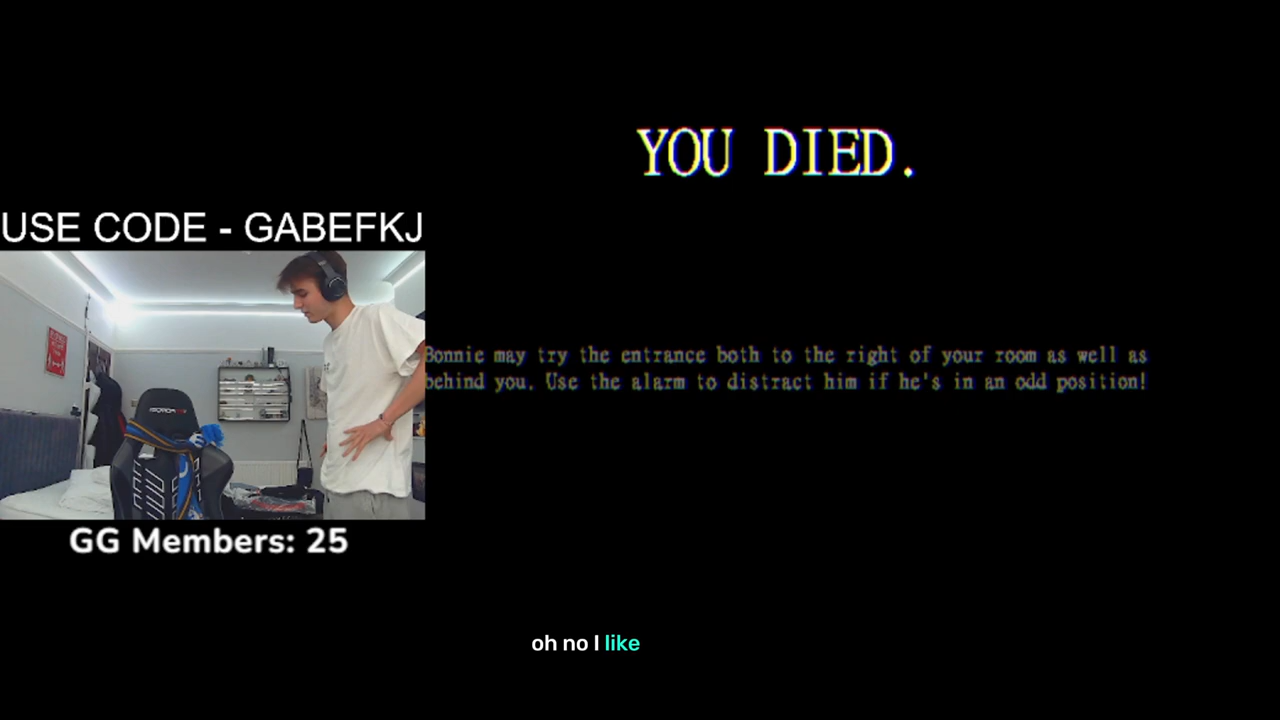 YOU DIED.
USE CODE - GABEFKJ
Bonnie may try the entrance both to the right of your room as well as
behind you. Use the alarm to distract him if he's in an odd position!
GG Members: 25
oh no I like